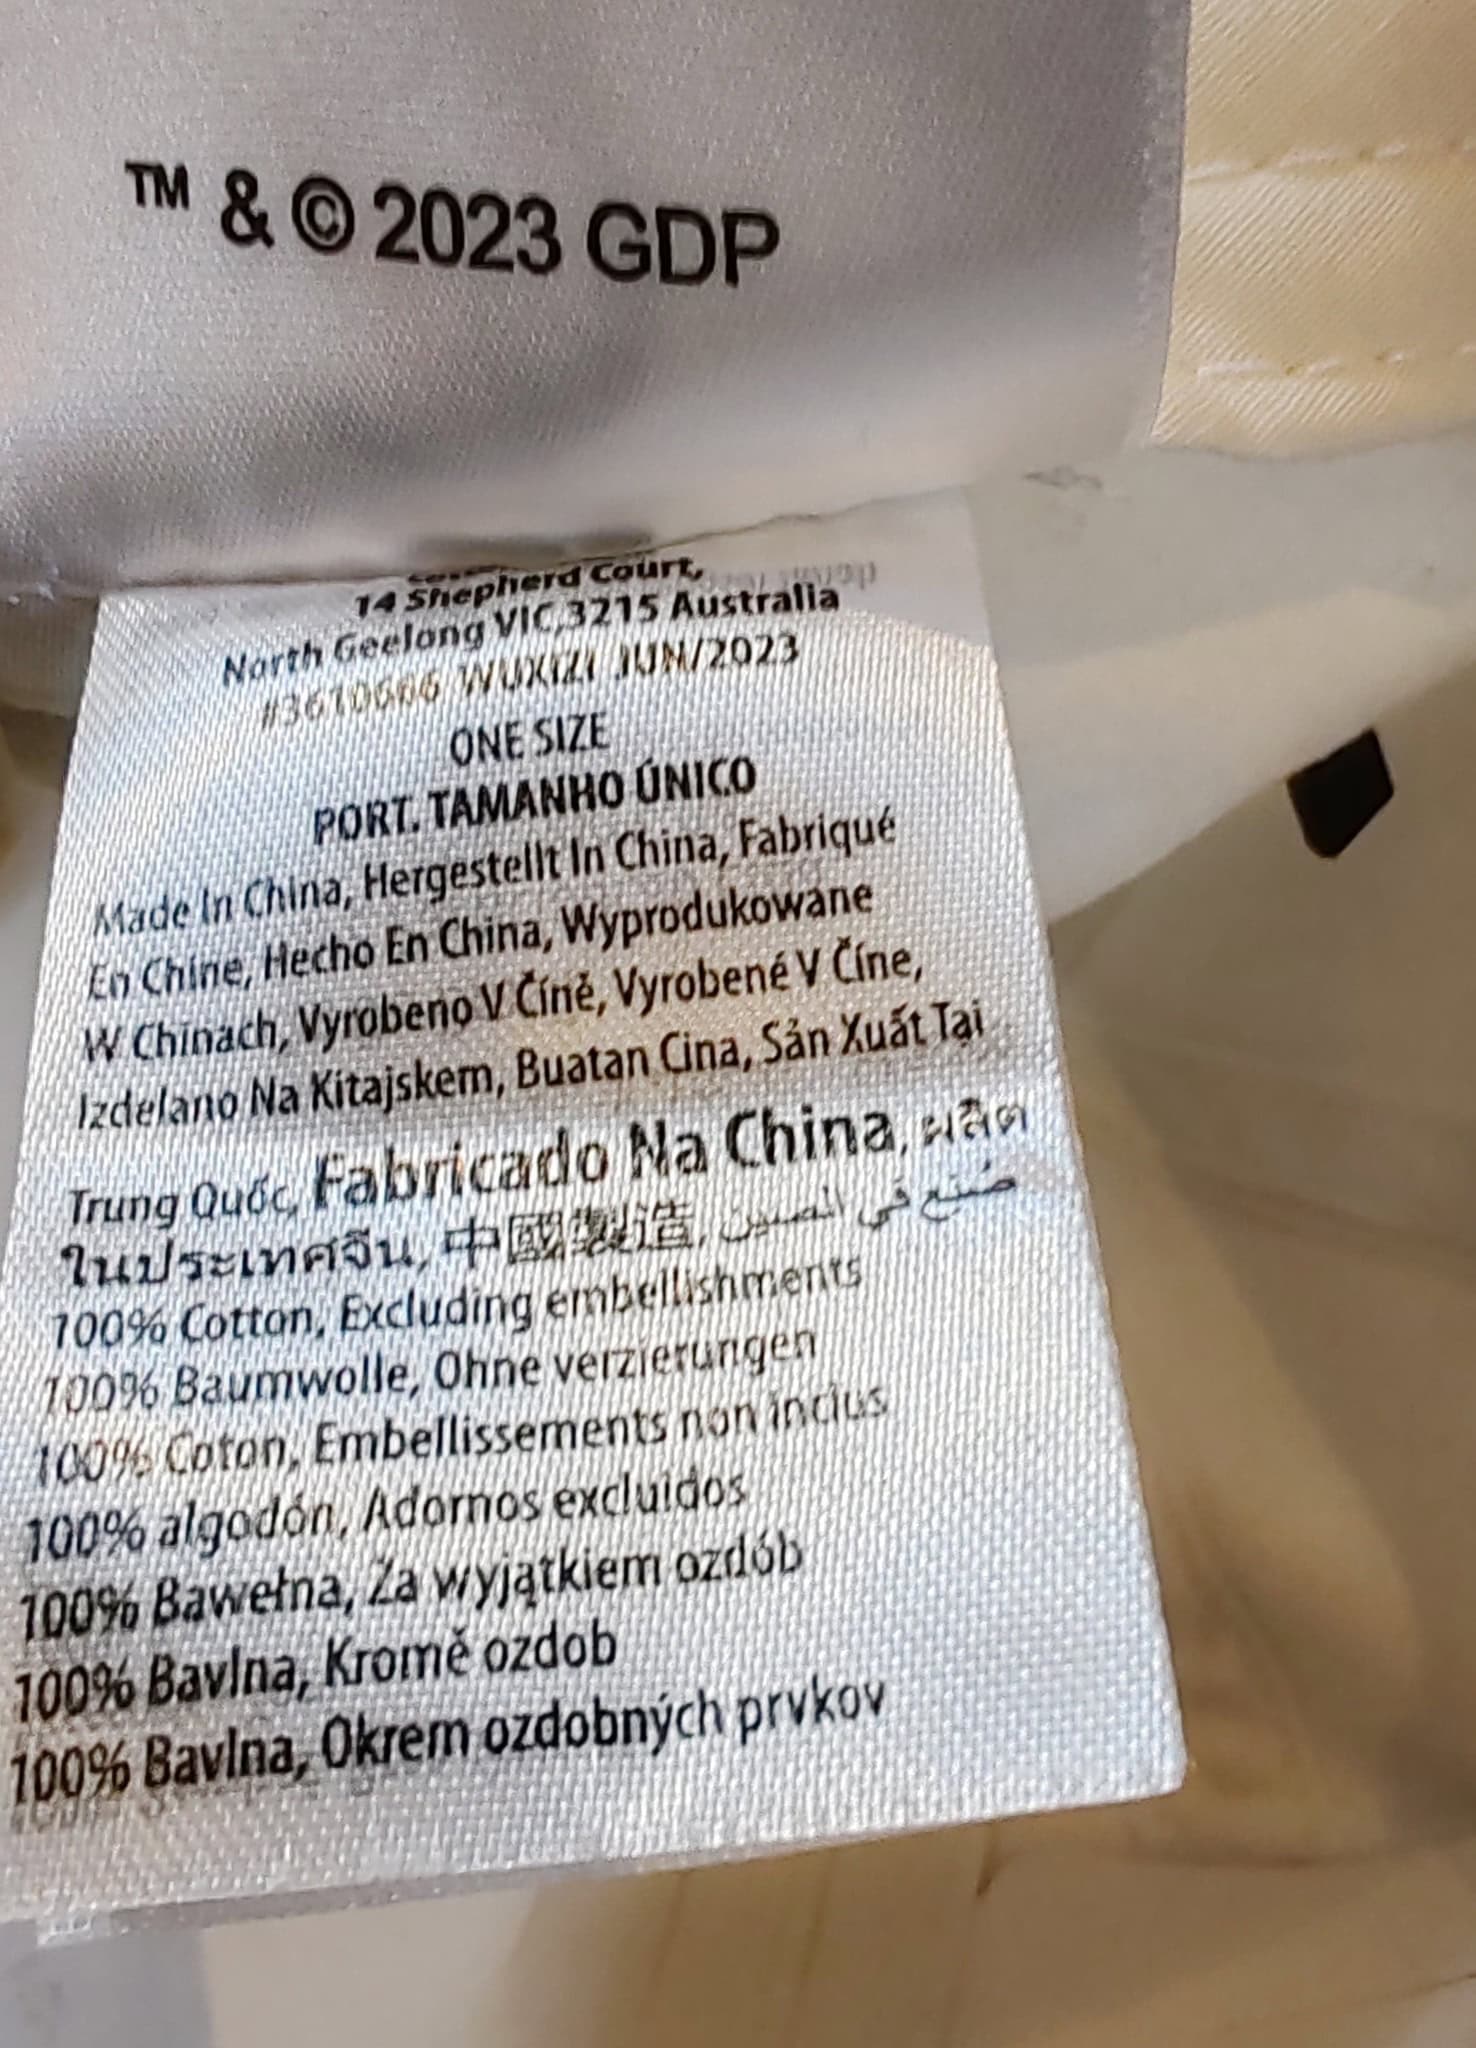 ™ & © 2023 GDP
14 Shepherd Court,
North Geelong VIC,3215 Australia
#3610666 WUXIZI JUN/2023
ONE SIZE
PORT. TAMANHO ÚNICO
Made In China, Hergestellt In China, Fabriqué
En Chine, Hecho En China, Wyprodukowane
W Chinach, Vyrobeno V Číně, Vyrobené V Číne,
Izdelano Na Kitajskem, Buatan Cina, Sản Xuất Tại
Trung Quốc, Fabricado Na China, ผลิต
ในประเทศจีน, 中國製造, صُنع في الصين
100% Cotton, Excluding embellishments
100% Baumwolle, Ohne verzierungen
100% Coton, Embellissements non inclus
100% algodón, Adornos excluidos
100% Bawełna, Za wyjątkiem ozdób
100% Bavlna, Kromě ozdob
100% Bavlna, Okrem ozdobných prvkov